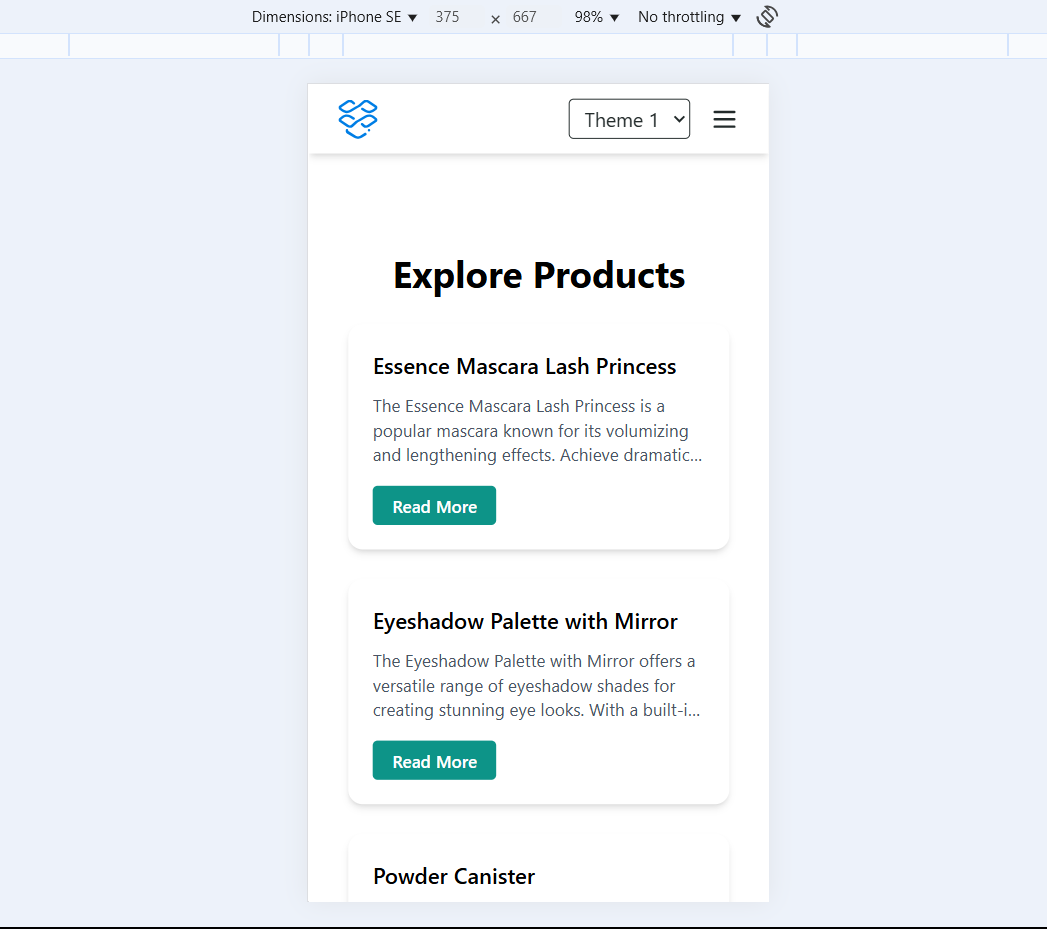 Dimensions: iPhone SE 375 × 667 98% No throttling
Theme 1
Explore Products
Essence Mascara Lash Princess
The Essence Mascara Lash Princess is a
popular mascara known for its volumizing
and lengthening effects. Achieve dramatic...
Read More
Eyeshadow Palette with Mirror
The Eyeshadow Palette with Mirror offers a
versatile range of eyeshadow shades for
creating stunning eye looks. With a built-i...
Read More
Powder Canister